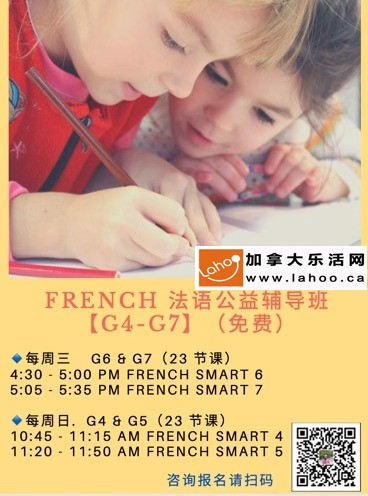 Lahoo
加拿大乐活网
www.lahoo.ca
FRENCH 法语公益辅导班
【G4-G7】（免费）
每周三 G6 & G7（23 节课）
4:30 - 5:00 PM FRENCH SMART 6
5:05 - 5:35 PM FRENCH SMART 7
每周日. G4 & G5（23 节课）
10:45 - 11:15 AM FRENCH SMART 4
11:20 - 11:50 AM FRENCH SMART 5
咨询报名请扫码